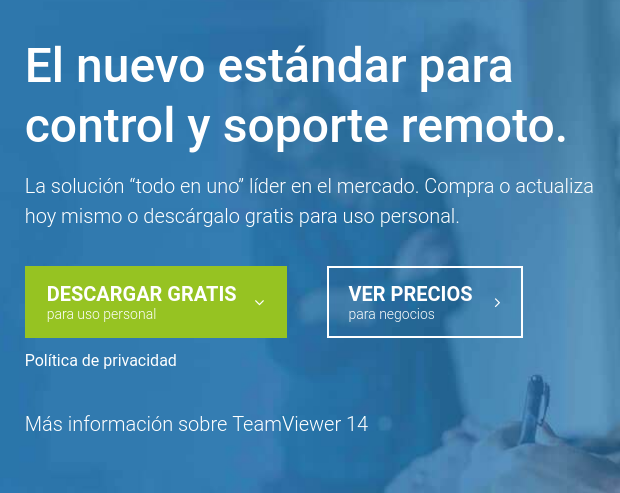 El nuevo estándar para
control y soporte remoto.
La solución “todo en uno” líder en el mercado. Compra o actualiza
hoy mismo o descárgalo gratis para uso personal.
DESCARGAR GRATIS
para uso personal
VER PRECIOS
para negocios
Política de privacidad
Más información sobre TeamViewer 14